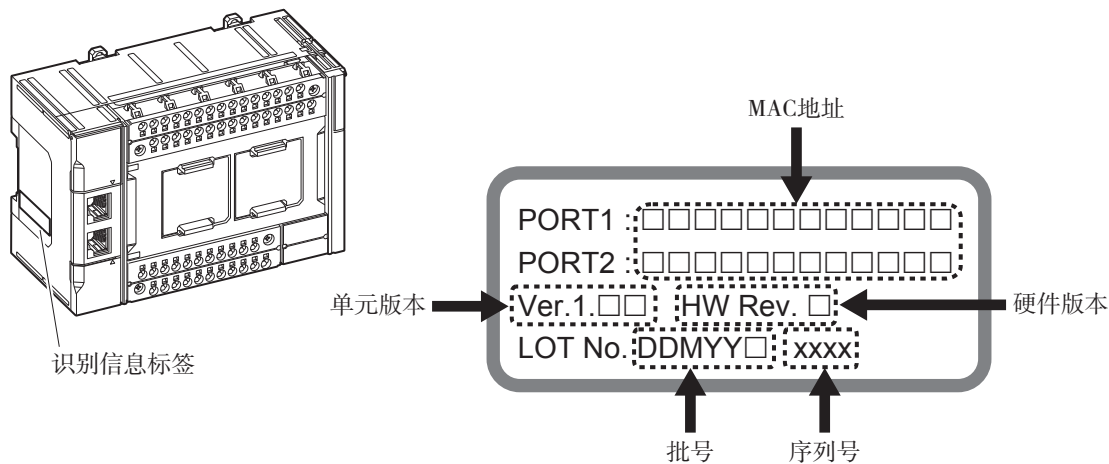 MAC地址
PORT1 :□□□□□□□□□□□□
PORT2 :□□□□□□□□□□□□
单元版本
Ver.1.□□ HW Rev. □
硬件版本
LOT No. DDMYY□ xxxx
识别信息标签
批号
序列号